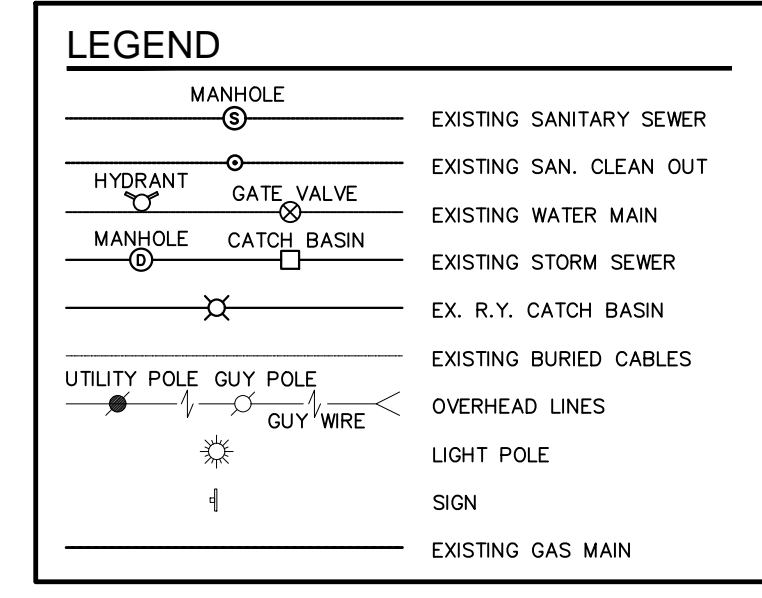 LEGEND
MANHOLE
S EXISTING SANITARY SEWER
EXISTING SAN. CLEAN OUT
HYDRANT GATE VALVE
EXISTING WATER MAIN
MANHOLE CATCH BASIN
D EXISTING STORM SEWER
EX. R.Y. CATCH BASIN
EXISTING BURIED CABLES
UTILITY POLE GUY POLE
OVERHEAD LINES
GUY WIRE
LIGHT POLE
SIGN
EXISTING GAS MAIN